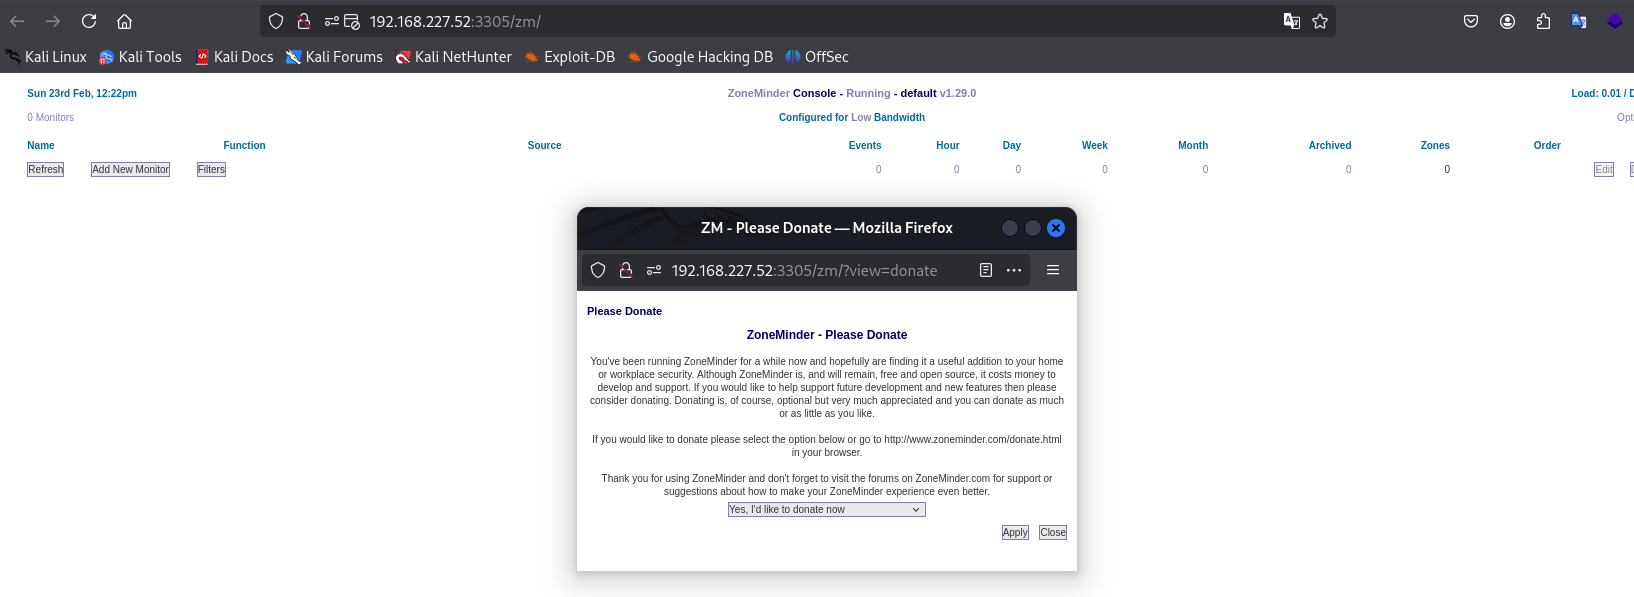 192.168.227.52:3305/zm/
Kali Linux Kali Tools Kali Docs Kali Forums Kali NetHunter Exploit-DB Google Hacking DB OffSec
Sun 23rd Feb, 12:22pm ZoneMinder Console - Running - default v1.29.0 Load: 0.01 / D
0 Monitors Configured for Low Bandwidth Opt
Name Function Source Events Hour Day Week Month Archived Zones Order
Refresh Add New Monitor Filters 0 0 0 0 0 0 0 Edit
ZM - Please Donate — Mozilla Firefox
192.168.227.52:3305/zm/?view=donate
Please Donate
ZoneMinder - Please Donate
You've been running ZoneMinder for a while now and hopefully are finding it a useful addition to your home
or workplace security. Although ZoneMinder is, and will remain, free and open source, it costs money to
develop and support. If you would like to help support future development and new features then please
consider donating. Donating is, of course, optional but very much appreciated and you can donate as much
or as little as you like.
If you would like to donate please select the option below or go to http://www.zoneminder.com/donate.html
in your browser.
Thank you for using ZoneMinder and don't forget to visit the forums on ZoneMinder.com for support or
suggestions about how to make your ZoneMinder experience even better.
Yes, I'd like to donate now
Apply Close